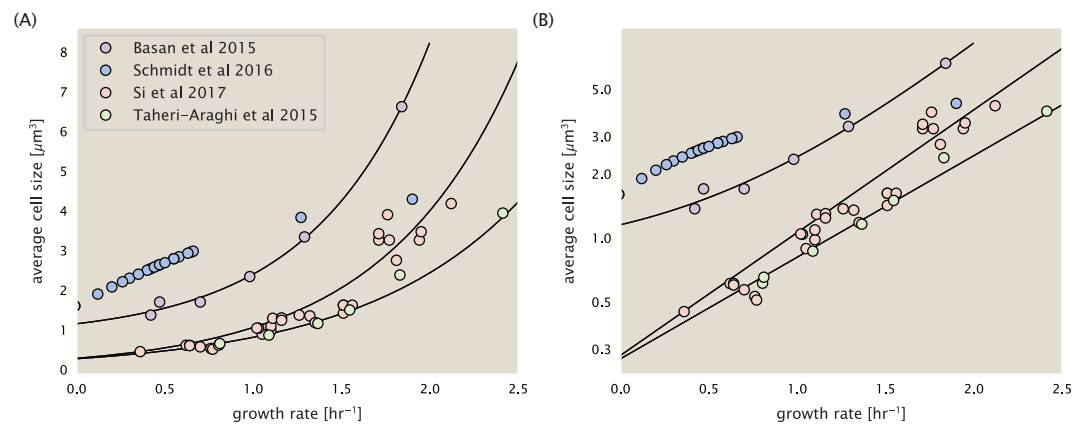 (A)
8
7
6
5
4
3
2
1
0
average cell size [μm³]
0.0 0.5 1.0 1.5 2.0 2.5
growth rate [hr⁻¹]
Basan et al 2015
Schmidt et al 2016
Si et al 2017
Taheri-Araghi et al 2015
(B)
5.0
3.0
2.0
1.0
0.5
0.3
average cell size [μm³]
0.0 0.5 1.0 1.5 2.0 2.5
growth rate [hr⁻¹]